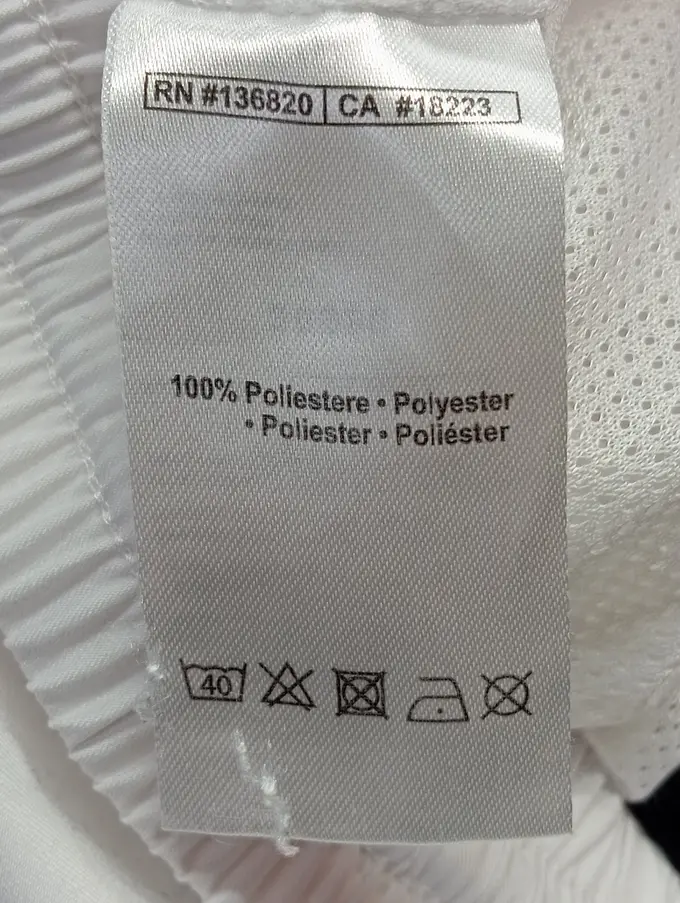 RN #136820 | CA #18223
100% Poliestere • Polyester
• Poliester • Poliéster
40